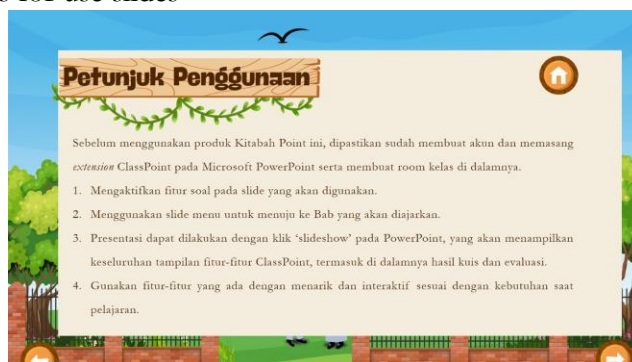 Petunjuk Penggunaan
Sebelum menggunakan produk Kitabah Point ini, dipastikan sudah membuat akun dan memasang
extension ClassPoint pada Microsoft PowerPoint serta membuat room kelas di dalamnya.
1. Mengaktifkan fitur soal pada slide yang akan digunakan.
2. Menggunakan slide menu untuk menuju ke Bab yang akan diajarkan.
3. Presentasi dapat dilakukan dengan klik ‘slideshow’ pada PowerPoint, yang akan menampilkan
keseluruhan tampilan fitur-fitur ClassPoint, termasuk di dalamnya hasil kuis dan evaluasi.
4. Gunakan fitur-fitur yang ada dengan menarik dan interaktif sesuai dengan kebutuhan saat
pelajaran.